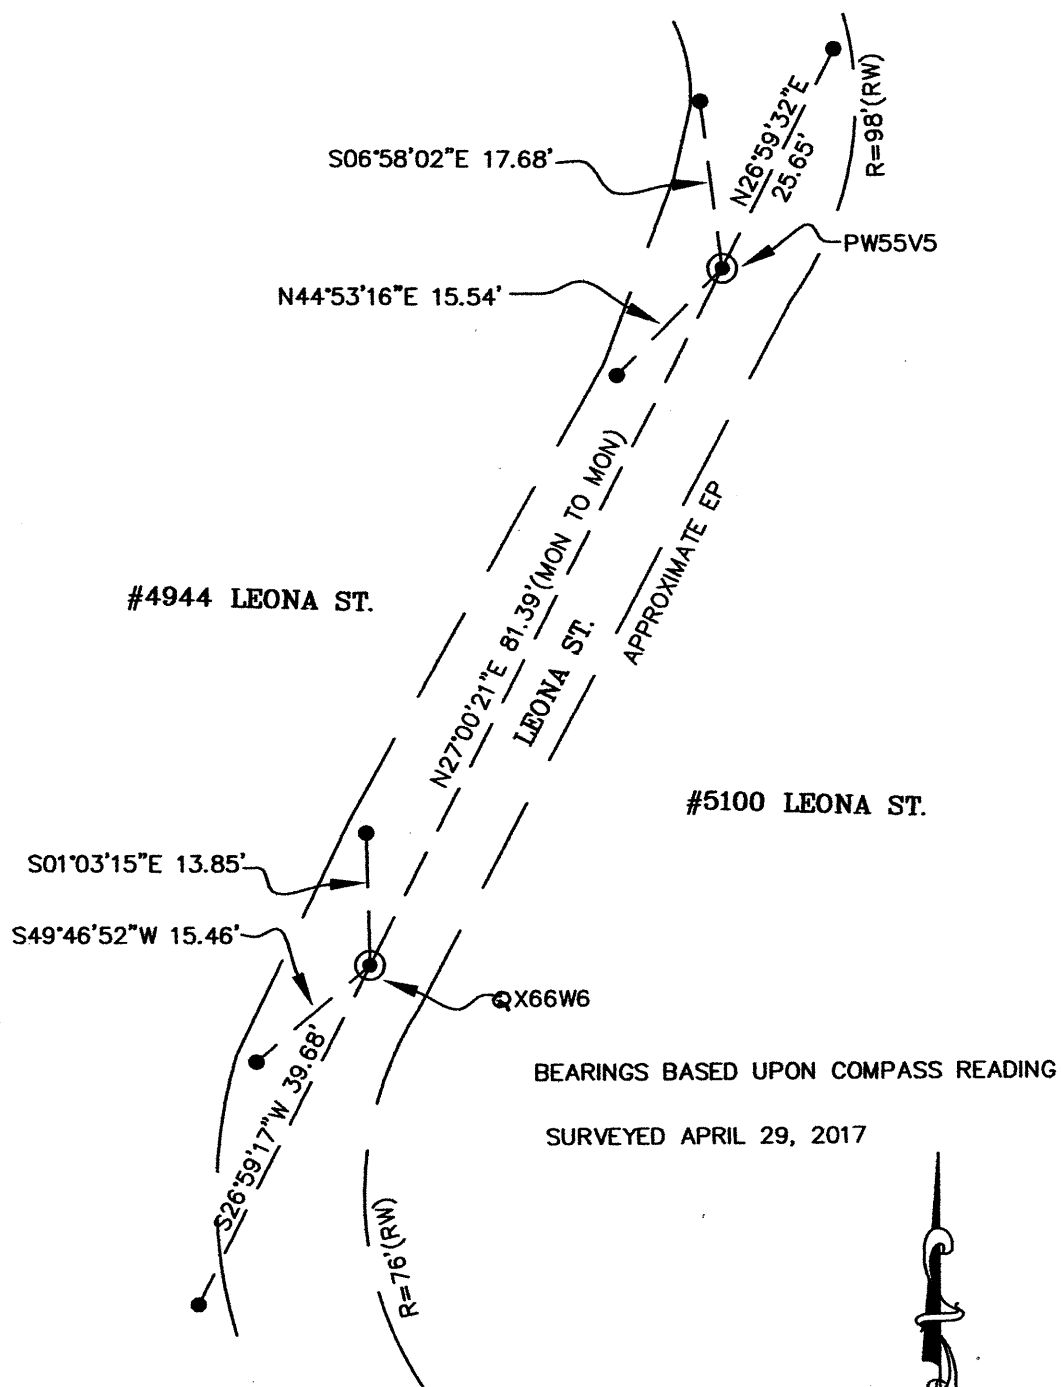 R=98'(RW)
N26°59'32"E
25.65'
S06°58'02"E 17.68'
PW55V5
N44°53'16"E 15.54'
N27°00'21"E 81.39'(MON TO MON)
APPROXIMATE EP
#4944 LEONA ST.
LEONA ST.
#5100 LEONA ST.
S01°03'15"E 13.85'
S49°46'52"W 15.46'
QX66W6
S26°59'17"W 39.68'
BEARINGS BASED UPON COMPASS READING
SURVEYED APRIL 29, 2017
R=76'(RW)